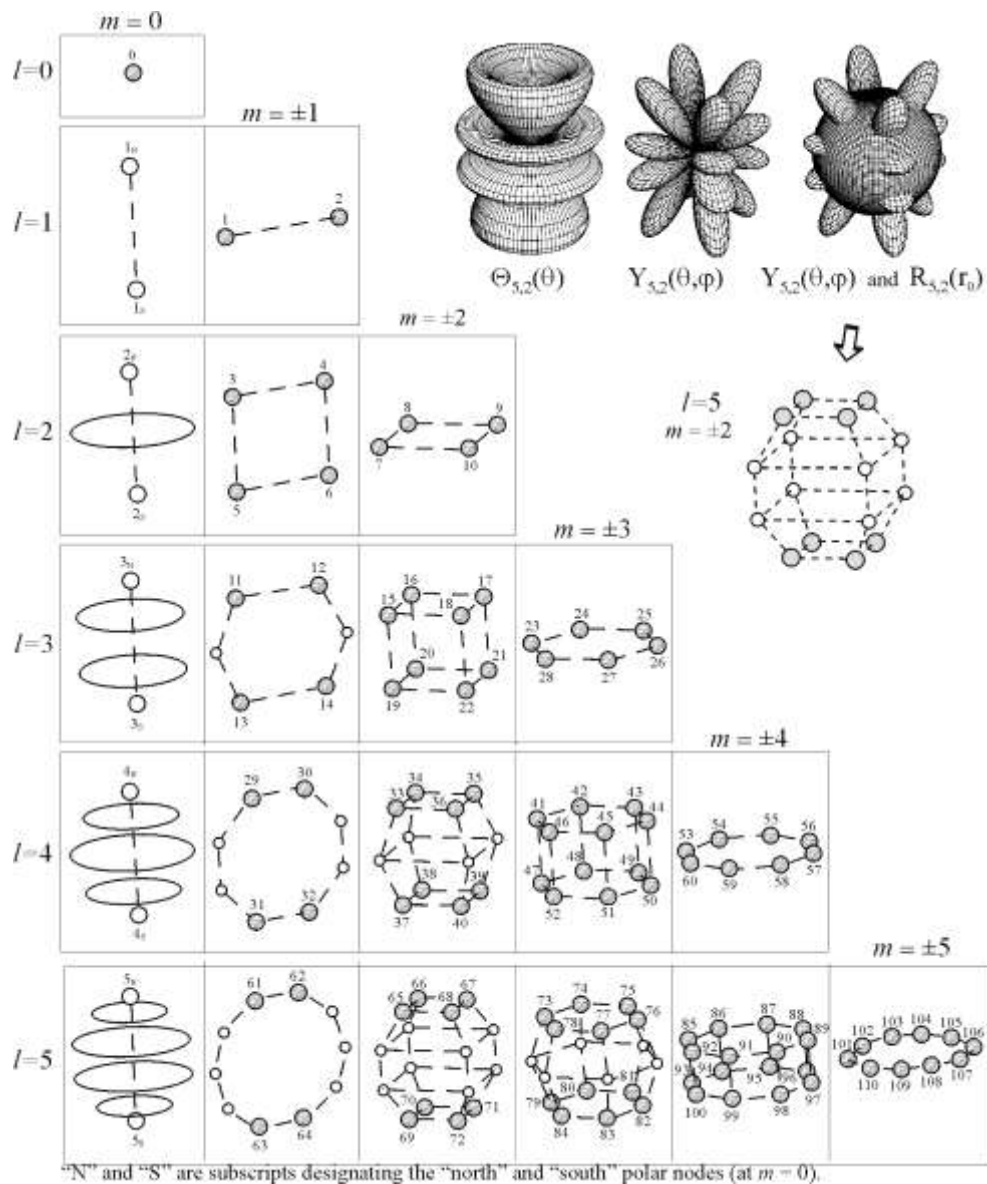 m = 0
l=0
0
m = ±1
l=1
1ₙ
1ₛ
1 2
Θ₅,₂(θ) Y₅,₂(θ,φ) Y₅,₂(θ,φ) and R₅,₂(r₀)
m = ±2
l=2
2ₛ
3 4
5 6
8 9
7 10
l=5
m = ±2
m = ±3
l=3
3ₙ
3ₛ
11 12
13 14
16 17
15 18
20 21
19 22
24 25
23 26
28 27
m = ±4
l=4
4ₛ
29 30
31 32
34 35
33 36
38 39
37 40
42 43
41 44
46 45
48 49
47 50
52 51
54 55
53 56
60 59 58 57
m = ±5
l=5
5ₙ
5ₛ
61 62
63 64
66 67
65 68
70 71
69 72
74 75
73 76
78 77
80 81
79 82
84 83
86 87 88
85 89
92 91 90
93 94 95 96
100 99 98 97
103 104 105
102 106
101
110 109 108 107
“N” and “S” are subscripts designating the “north” and “south” polar nodes (at m = 0).